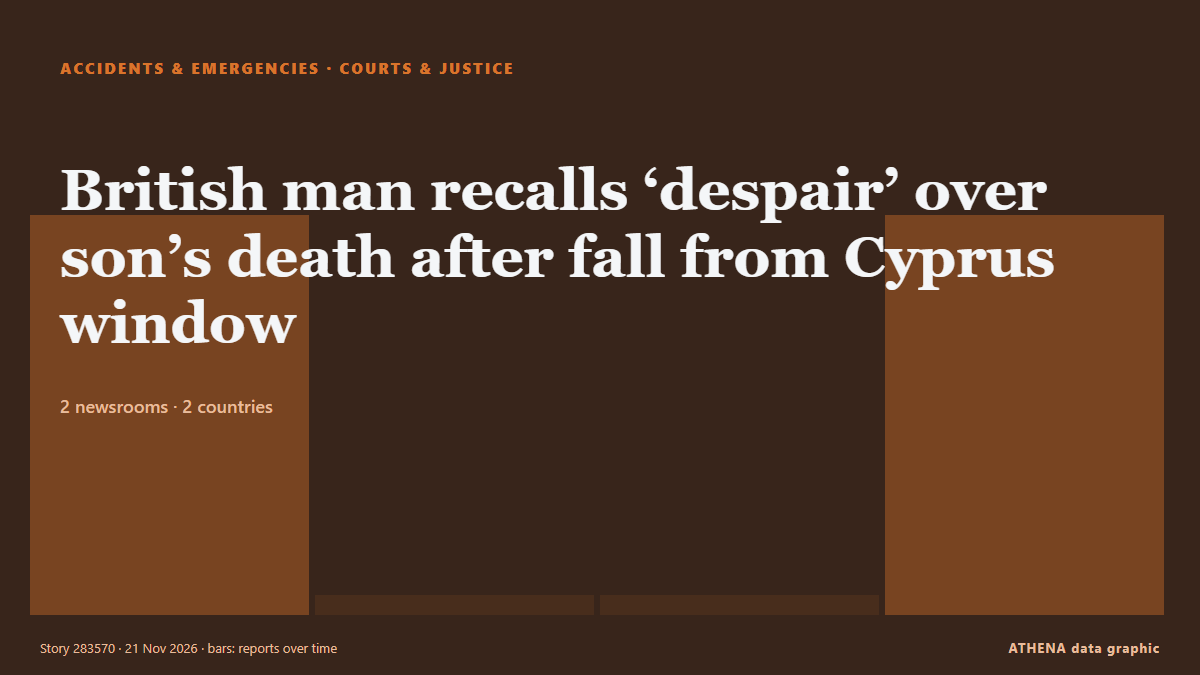 ACCIDENTS & EMERGENCIES · COURTS & JUSTICE
British man recalls ‘despair’ over
son’s death after fall from Cyprus
window
2 newsrooms · 2 countries
Story 283570 · 21 Nov 2026 · bars: reports over time
ATHENA data graphic